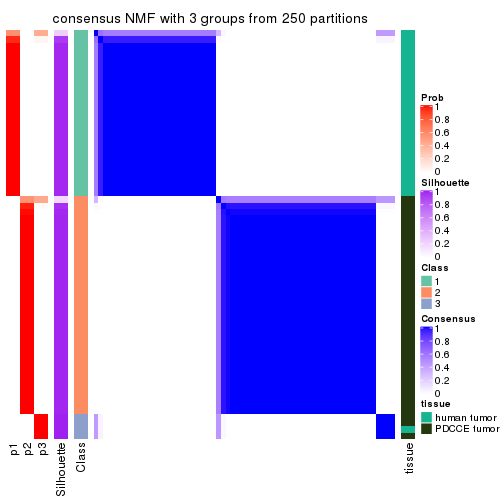 consensus NMF with 3 groups from 250 partitions
Prob
1
0.8
0.6
0.4
0.2
0
Silhouette
1
0.8
0.6
0.4
0.2
0
Class
1
2
3
Consensus
1
0.8
0.6
0.4
0.2
0
tissue
human tumor
PDCCE tumor
p1
p2
p3
Silhouette
Class
tissue